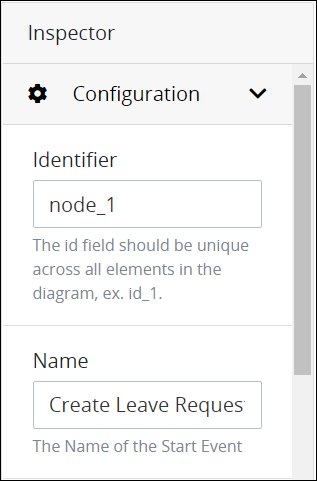 Inspector
Configuration
Identifier
node_1
The id field should be unique
across all elements in the
diagram, ex. id_1.
Name
Create Leave Reques
The Name of the Start Event